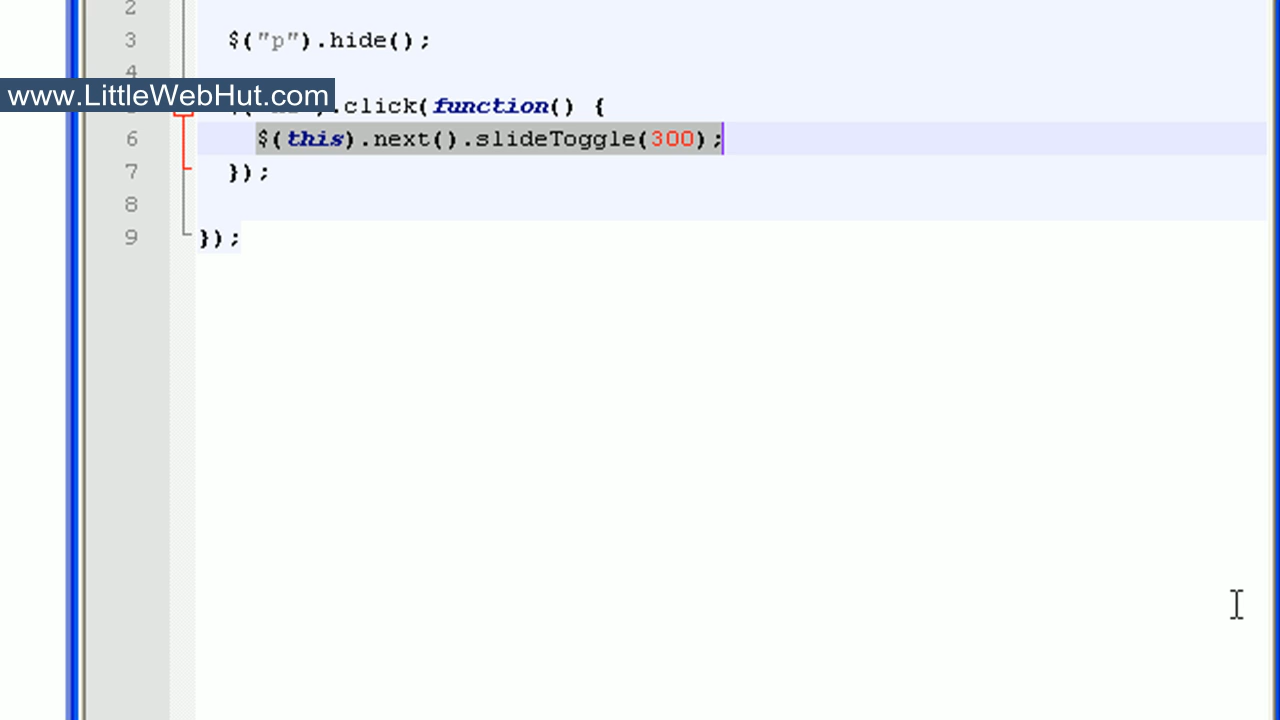 2
3 $("p").hide();
4
www.LittleWebHut.com
.click(function() {
6 $(this).next().slideToggle(300);
7 });
8
9 });